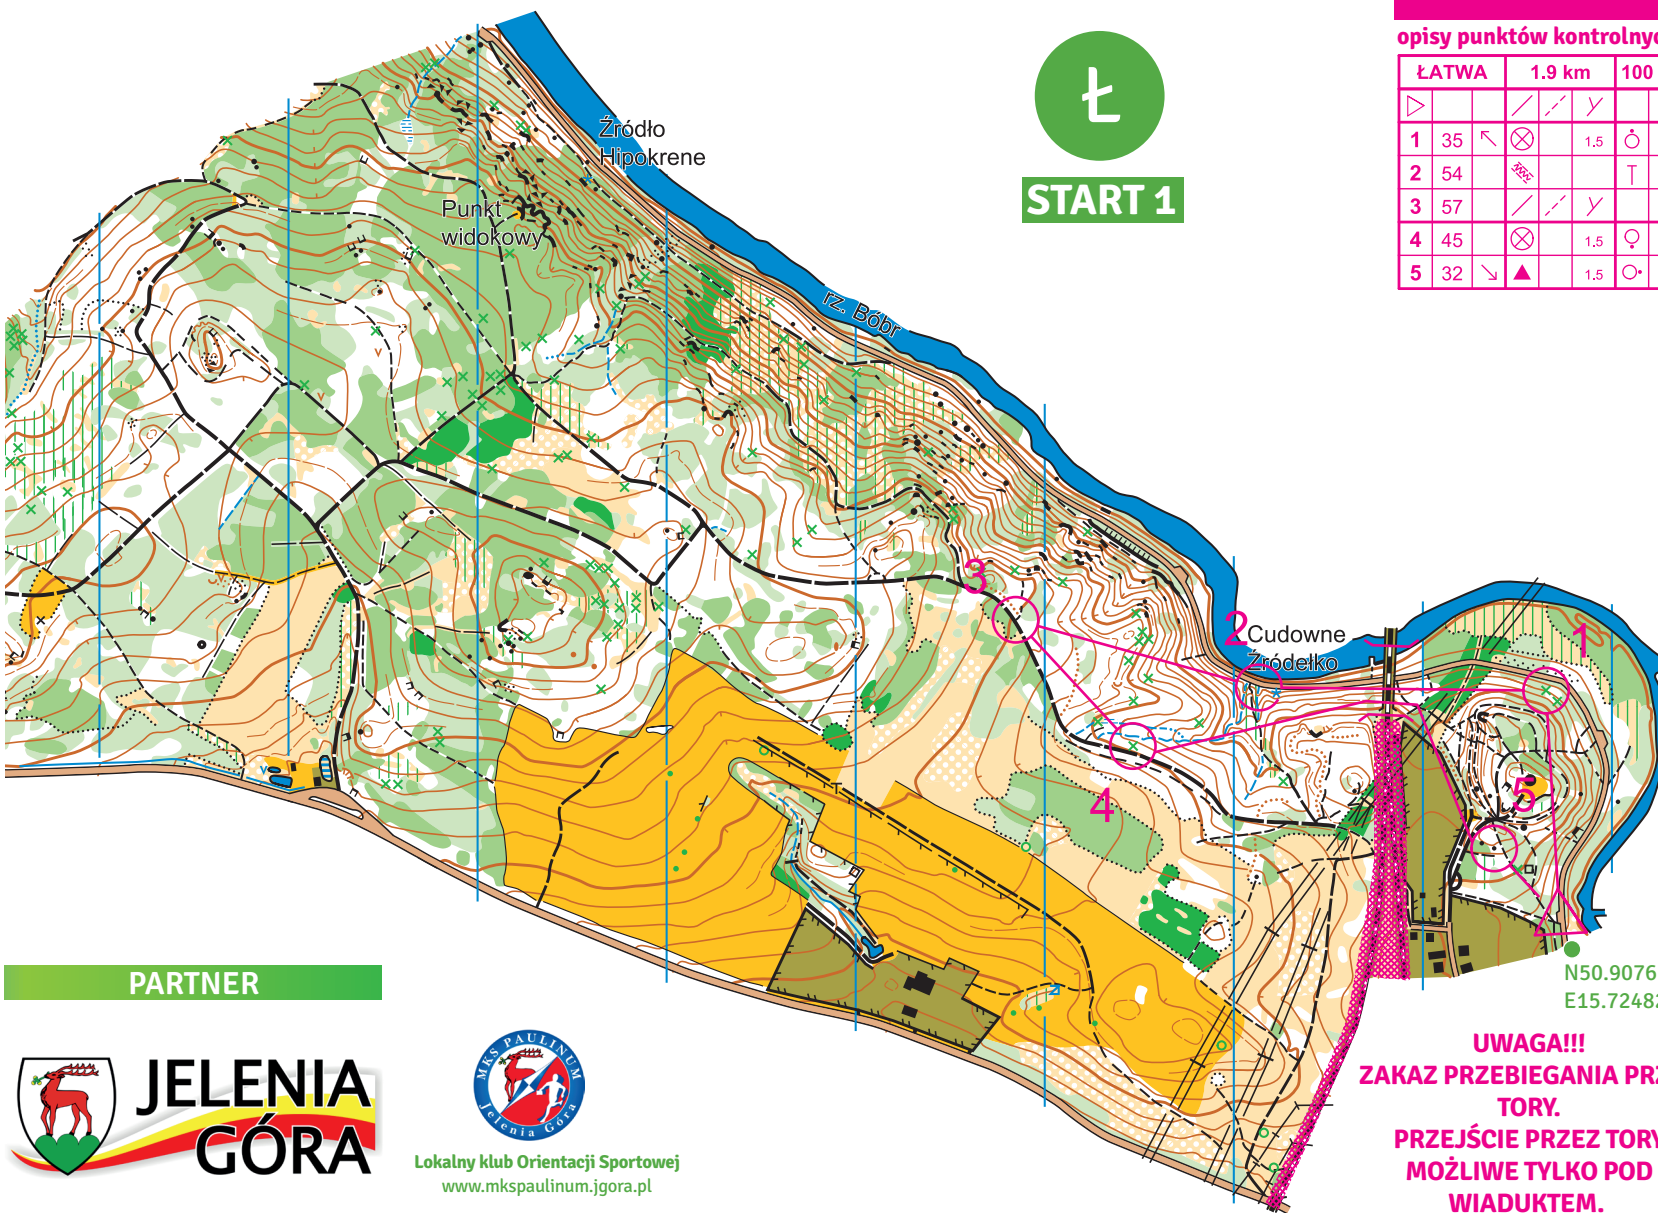 opisy punktów kontrolnyc
ŁATWA 1.9 km 100
1 35 1.5
2 54
3 57
4 45 1.5
5 32 1.5
Ł
START 1
Źródło
Hipokrene
Punkt
widokowy
rz. Bóbr
3
2
Cudowne
Źródełko
1
4
5
N50.9076
E15.7248
UWAGA!!!
ZAKAZ PRZEBIEGANIA PRZ
TORY.
PRZEJŚCIE PRZEZ TORY
MOŻLIWE TYLKO POD
WIADUKTEM.
PARTNER
JELENIA
GÓRA
MKS PAULINUM
Jelenia Góra
Lokalny klub Orientacji Sportowej
www.mkspaulinum.jgora.pl